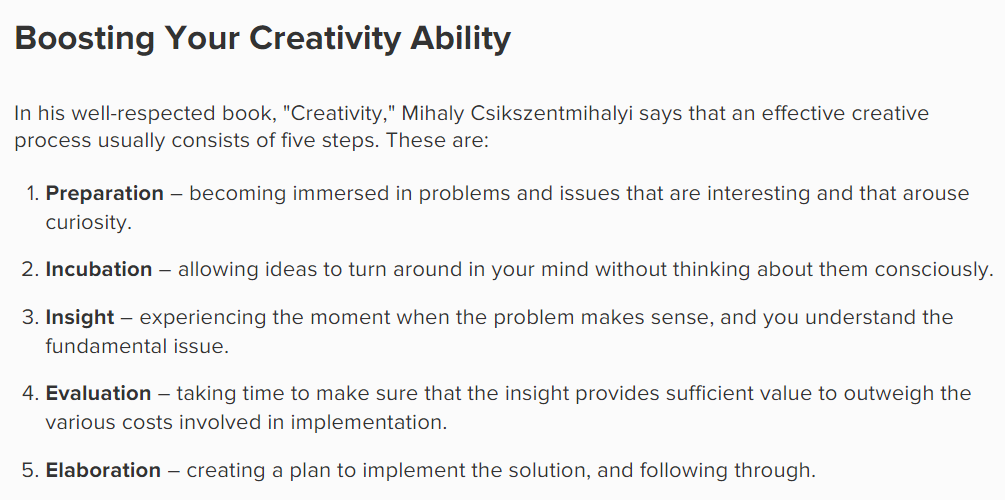 Boosting Your Creativity Ability
In his well-respected book, "Creativity," Mihaly Csikszentmihalyi says that an effective creative
process usually consists of five steps. These are:
1. Preparation – becoming immersed in problems and issues that are interesting and that arouse
curiosity.
2. Incubation – allowing ideas to turn around in your mind without thinking about them consciously.
3. Insight – experiencing the moment when the problem makes sense, and you understand the
fundamental issue.
4. Evaluation – taking time to make sure that the insight provides sufficient value to outweigh the
various costs involved in implementation.
5. Elaboration – creating a plan to implement the solution, and following through.